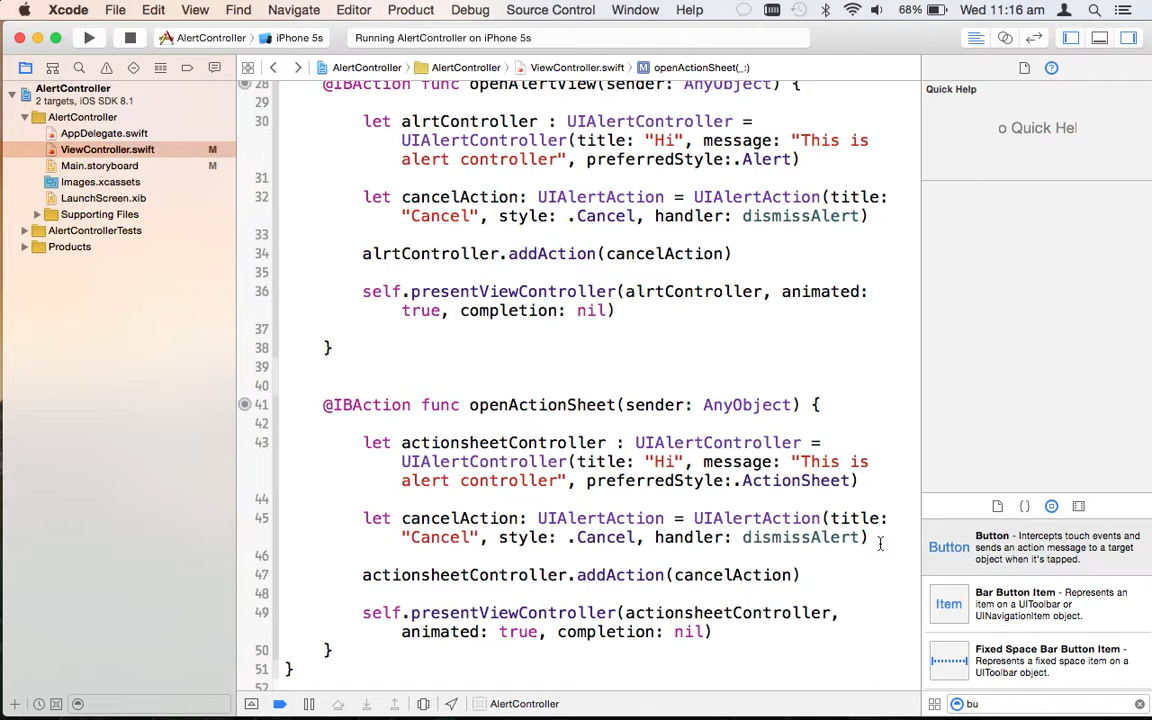 Xcode File Edit View Find Navigate Editor Product Debug Source Control Window Help 68% Wed 11:16 am
AlertController iPhone 5s Running AlertController on iPhone 5s
AlertController AlertController ViewController.swift M openActionSheet(_:)
AlertController
2 targets, iOS SDK 8.1
AlertController
AppDelegate.swift
ViewController.swift M
Main.storyboard M
Images.xcassets
LaunchScreen.xib
Supporting Files
AlertControllerTests
Products
28 @IBAction func openAlertView(sender: AnyObject) {
29
30 let alrtController : UIAlertController =
UIAlertController(title: "Hi", message: "This is
alert controller", preferredStyle:.Alert)
31
32 let cancelAction: UIAlertAction = UIAlertAction(title:
"Cancel", style: .Cancel, handler: dismissAlert)
33
34 alrtController.addAction(cancelAction)
35
36 self.presentViewController(alrtController, animated:
true, completion: nil)
37
38 }
39
40
41 @IBAction func openActionSheet(sender: AnyObject) {
42
43 let actionsheetController : UIAlertController =
UIAlertController(title: "Hi", message: "This is
alert controller", preferredStyle:.ActionSheet)
44
45 let cancelAction: UIAlertAction = UIAlertAction(title:
"Cancel", style: .Cancel, handler: dismissAlert)
46
47 actionsheetController.addAction(cancelAction)
48
49 self.presentViewController(actionsheetController,
animated: true, completion: nil)
50 }
51 }
52
AlertController
Quick Help
o Quick Hel
Button
Button - Intercepts touch events and
sends an action message to a target
object when it's tapped.
Item
Bar Button Item - Represents an
item on a UIToolbar or
UINavigationItem object.
Fixed Space Bar Button Item -
Represents a fixed space item on a
UIToolbar object.
bu